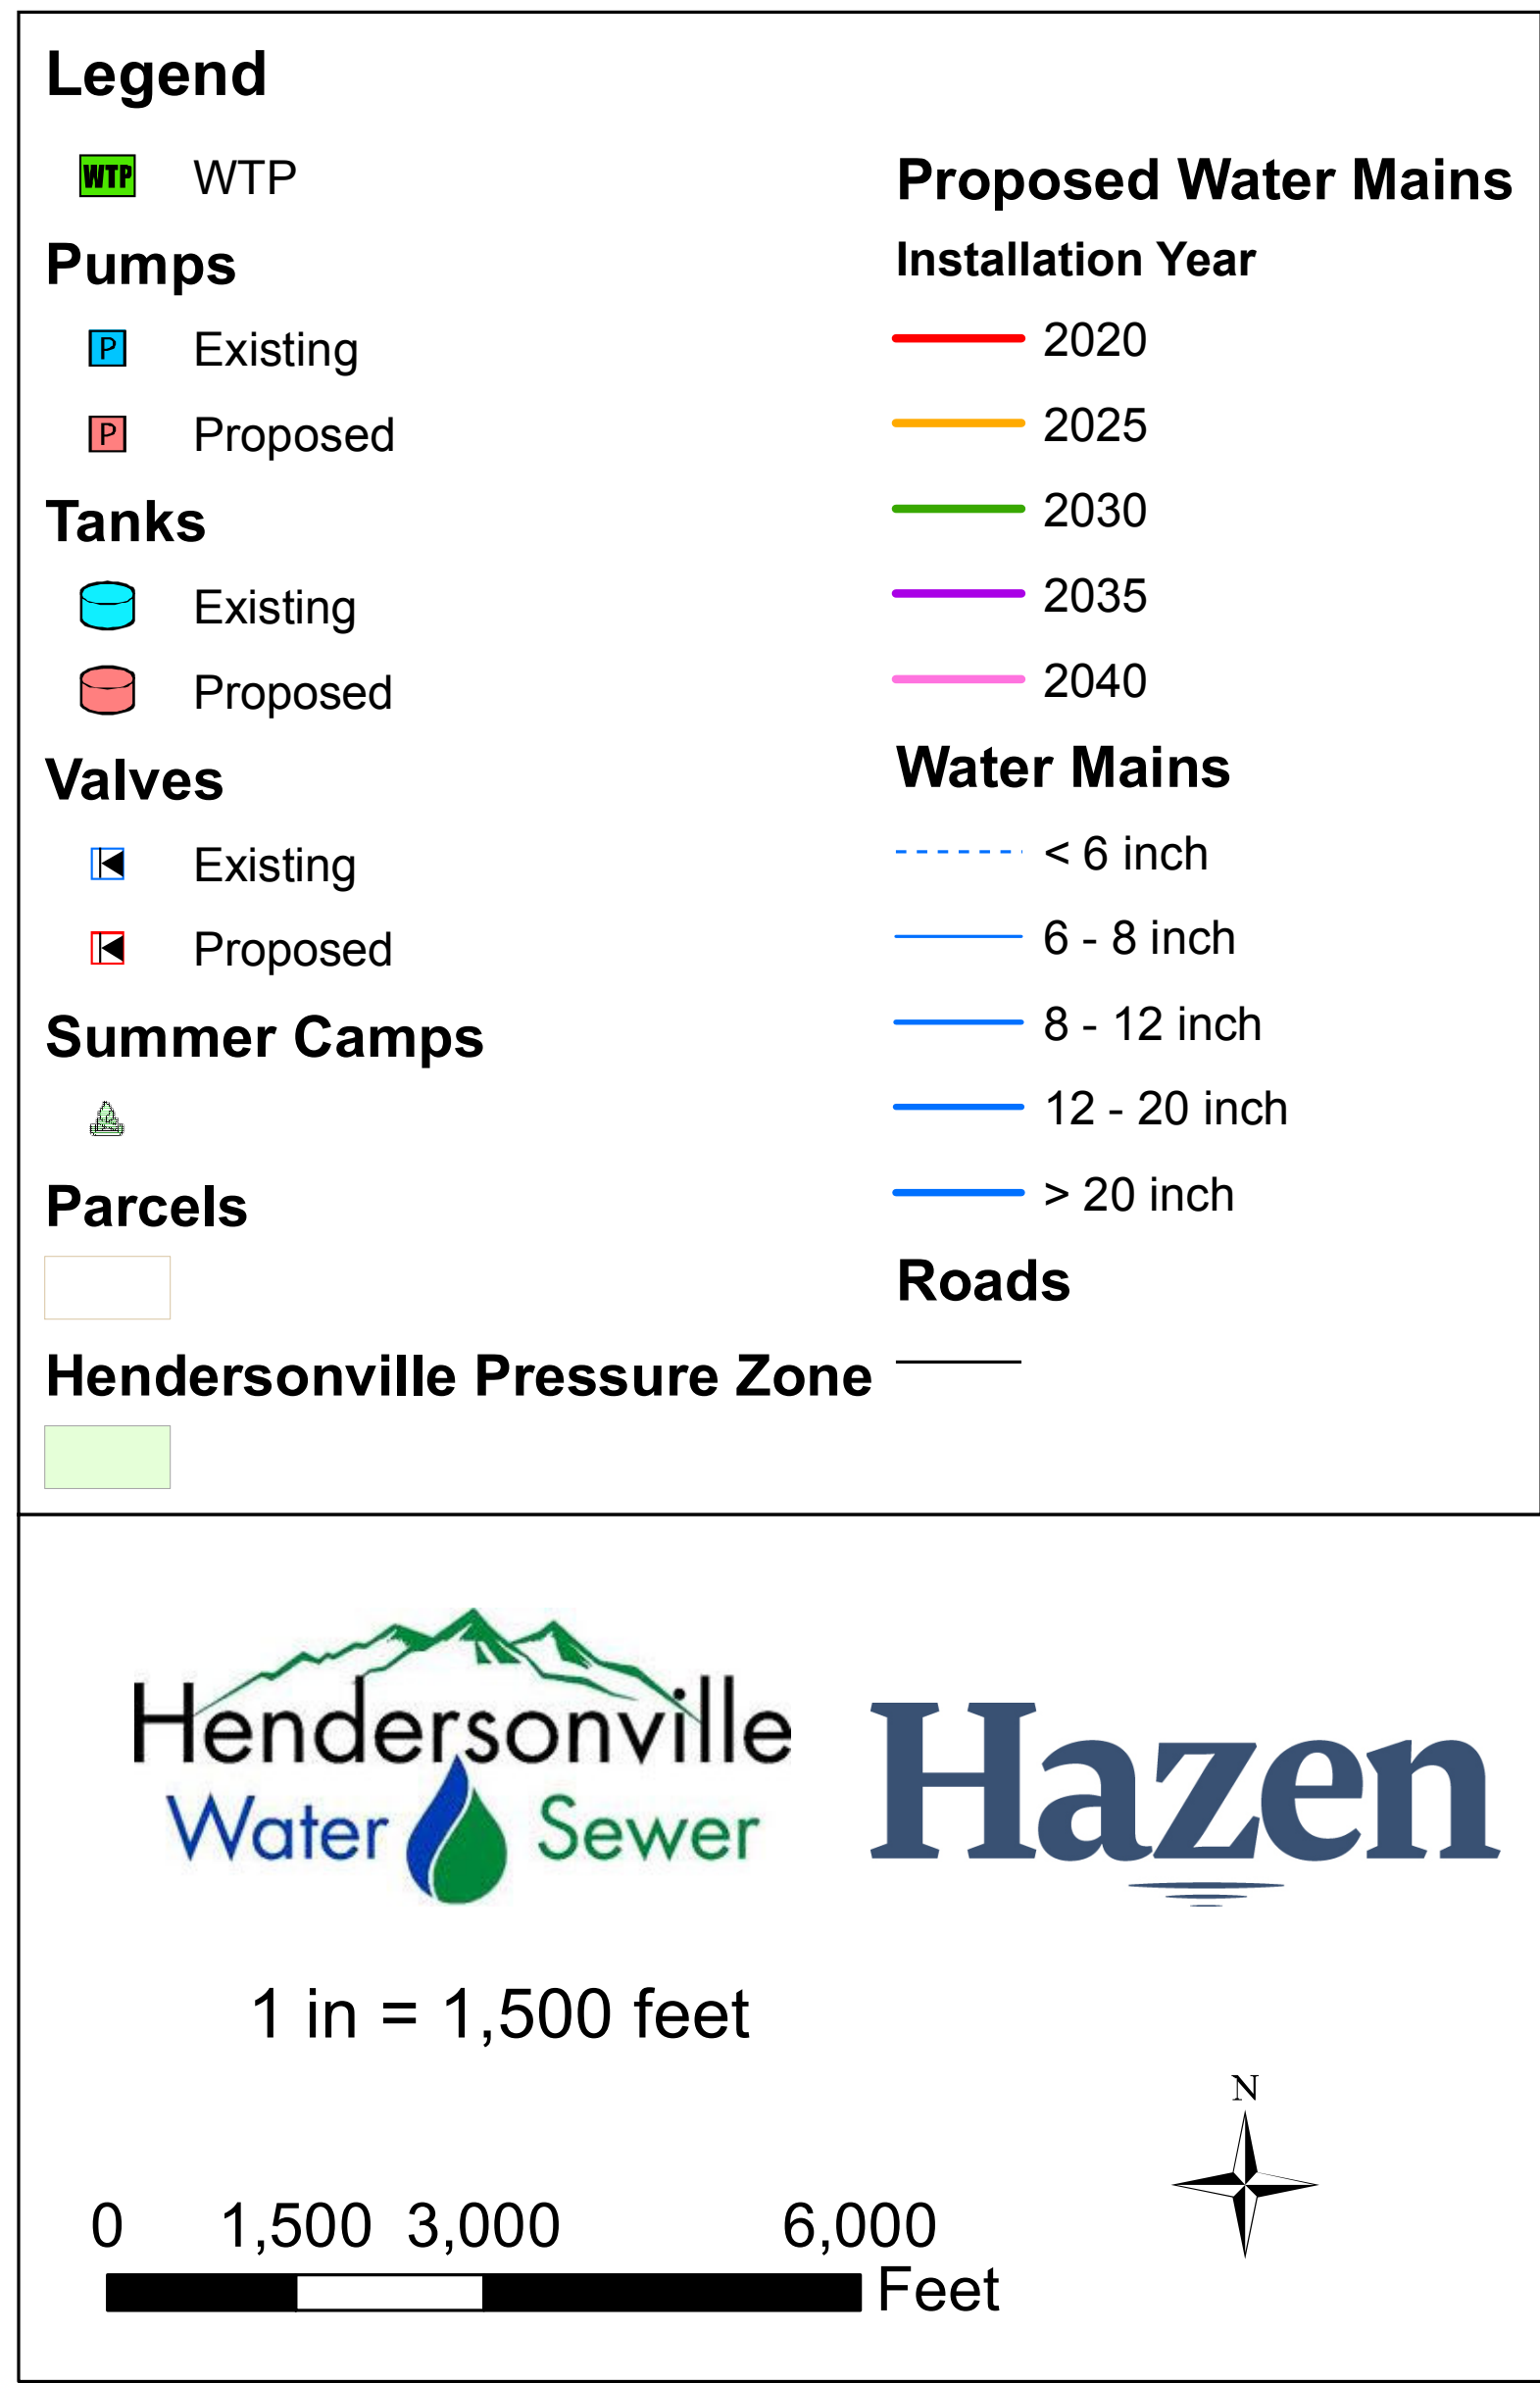 Legend
WTP WTP
Pumps
P Existing
P Proposed
Tanks
Existing
Proposed
Valves
Existing
Proposed
Summer Camps
Parcels
Hendersonville Pressure Zone
Proposed Water Mains
Installation Year
2020
2025
2030
2035
2040
Water Mains
< 6 inch
6 - 8 inch
8 - 12 inch
12 - 20 inch
> 20 inch
Roads
Hendersonville
Water Sewer
Hazen
1 in = 1,500 feet
N
0 1,500 3,000 6,000
Feet